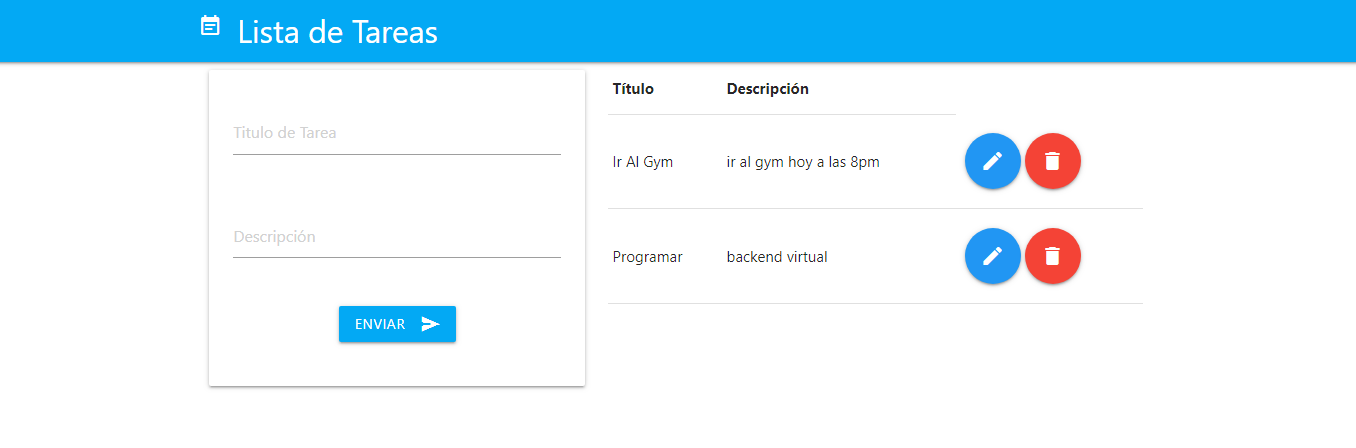 Lista de Tareas
Titulo de Tarea
Descripción
ENVIAR
Título Descripción
Ir Al Gym ir al gym hoy a las 8pm
Programar backend virtual